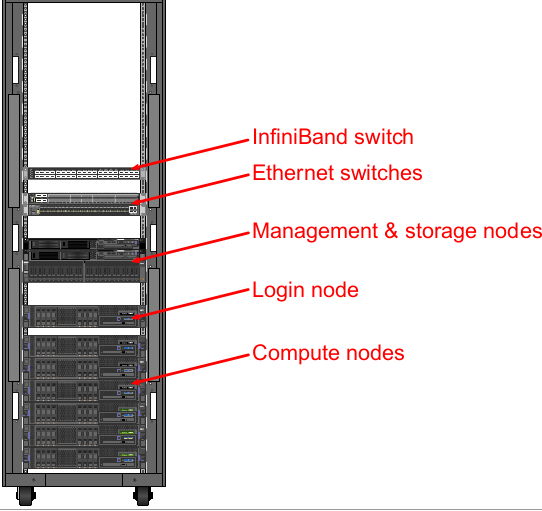 InfiniBand switch
Ethernet switches
Management & storage nodes
Login node
Compute nodes